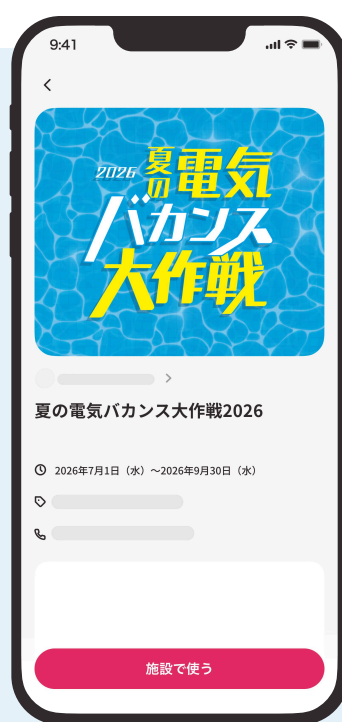 9:41
2026 夏の電気
バカンス
大作戦
夏の電気バカンス大作戦2026
2026年7月1日（水）〜2026年9月30日（水）
施設で使う